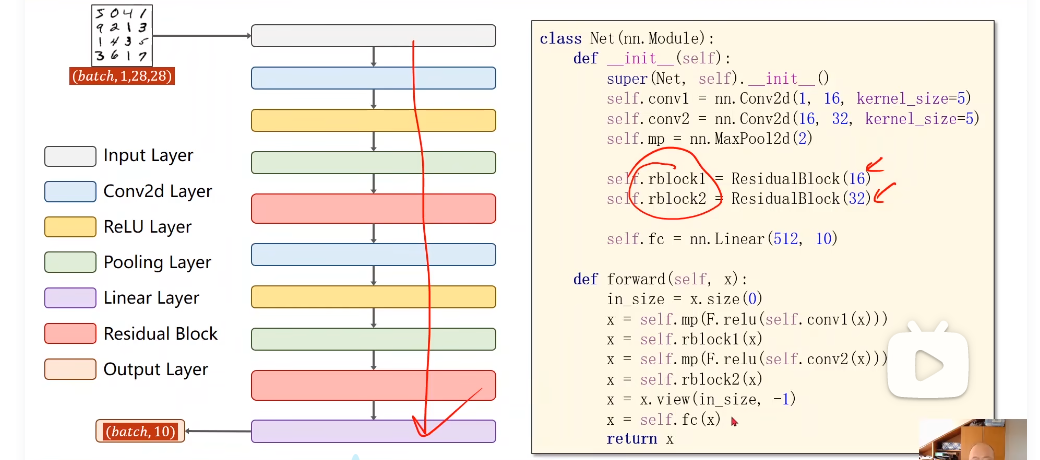 5 0 4 1
9 2 1 3
1 4 3 5
3 6 1 7
(batch, 1,28,28)
Input Layer
Conv2d Layer
ReLU Layer
Pooling Layer
Linear Layer
Residual Block
Output Layer
(batch, 10)
class Net(nn.Module):
    def __init__(self):
        super(Net, self).__init__()
        self.conv1 = nn.Conv2d(1, 16, kernel_size=5)
        self.conv2 = nn.Conv2d(16, 32, kernel_size=5)
        self.mp = nn.MaxPool2d(2)
        self.rblock1 = ResidualBlock(16)
        self.rblock2 = ResidualBlock(32)
        self.fc = nn.Linear(512, 10)
    def forward(self, x):
        in_size = x.size(0)
        x = self.mp(F.relu(self.conv1(x)))
        x = self.rblock1(x)
        x = self.mp(F.relu(self.conv2(x)))
        x = self.rblock2(x)
        x = x.view(in_size, -1)
        x = self.fc(x)
        return x